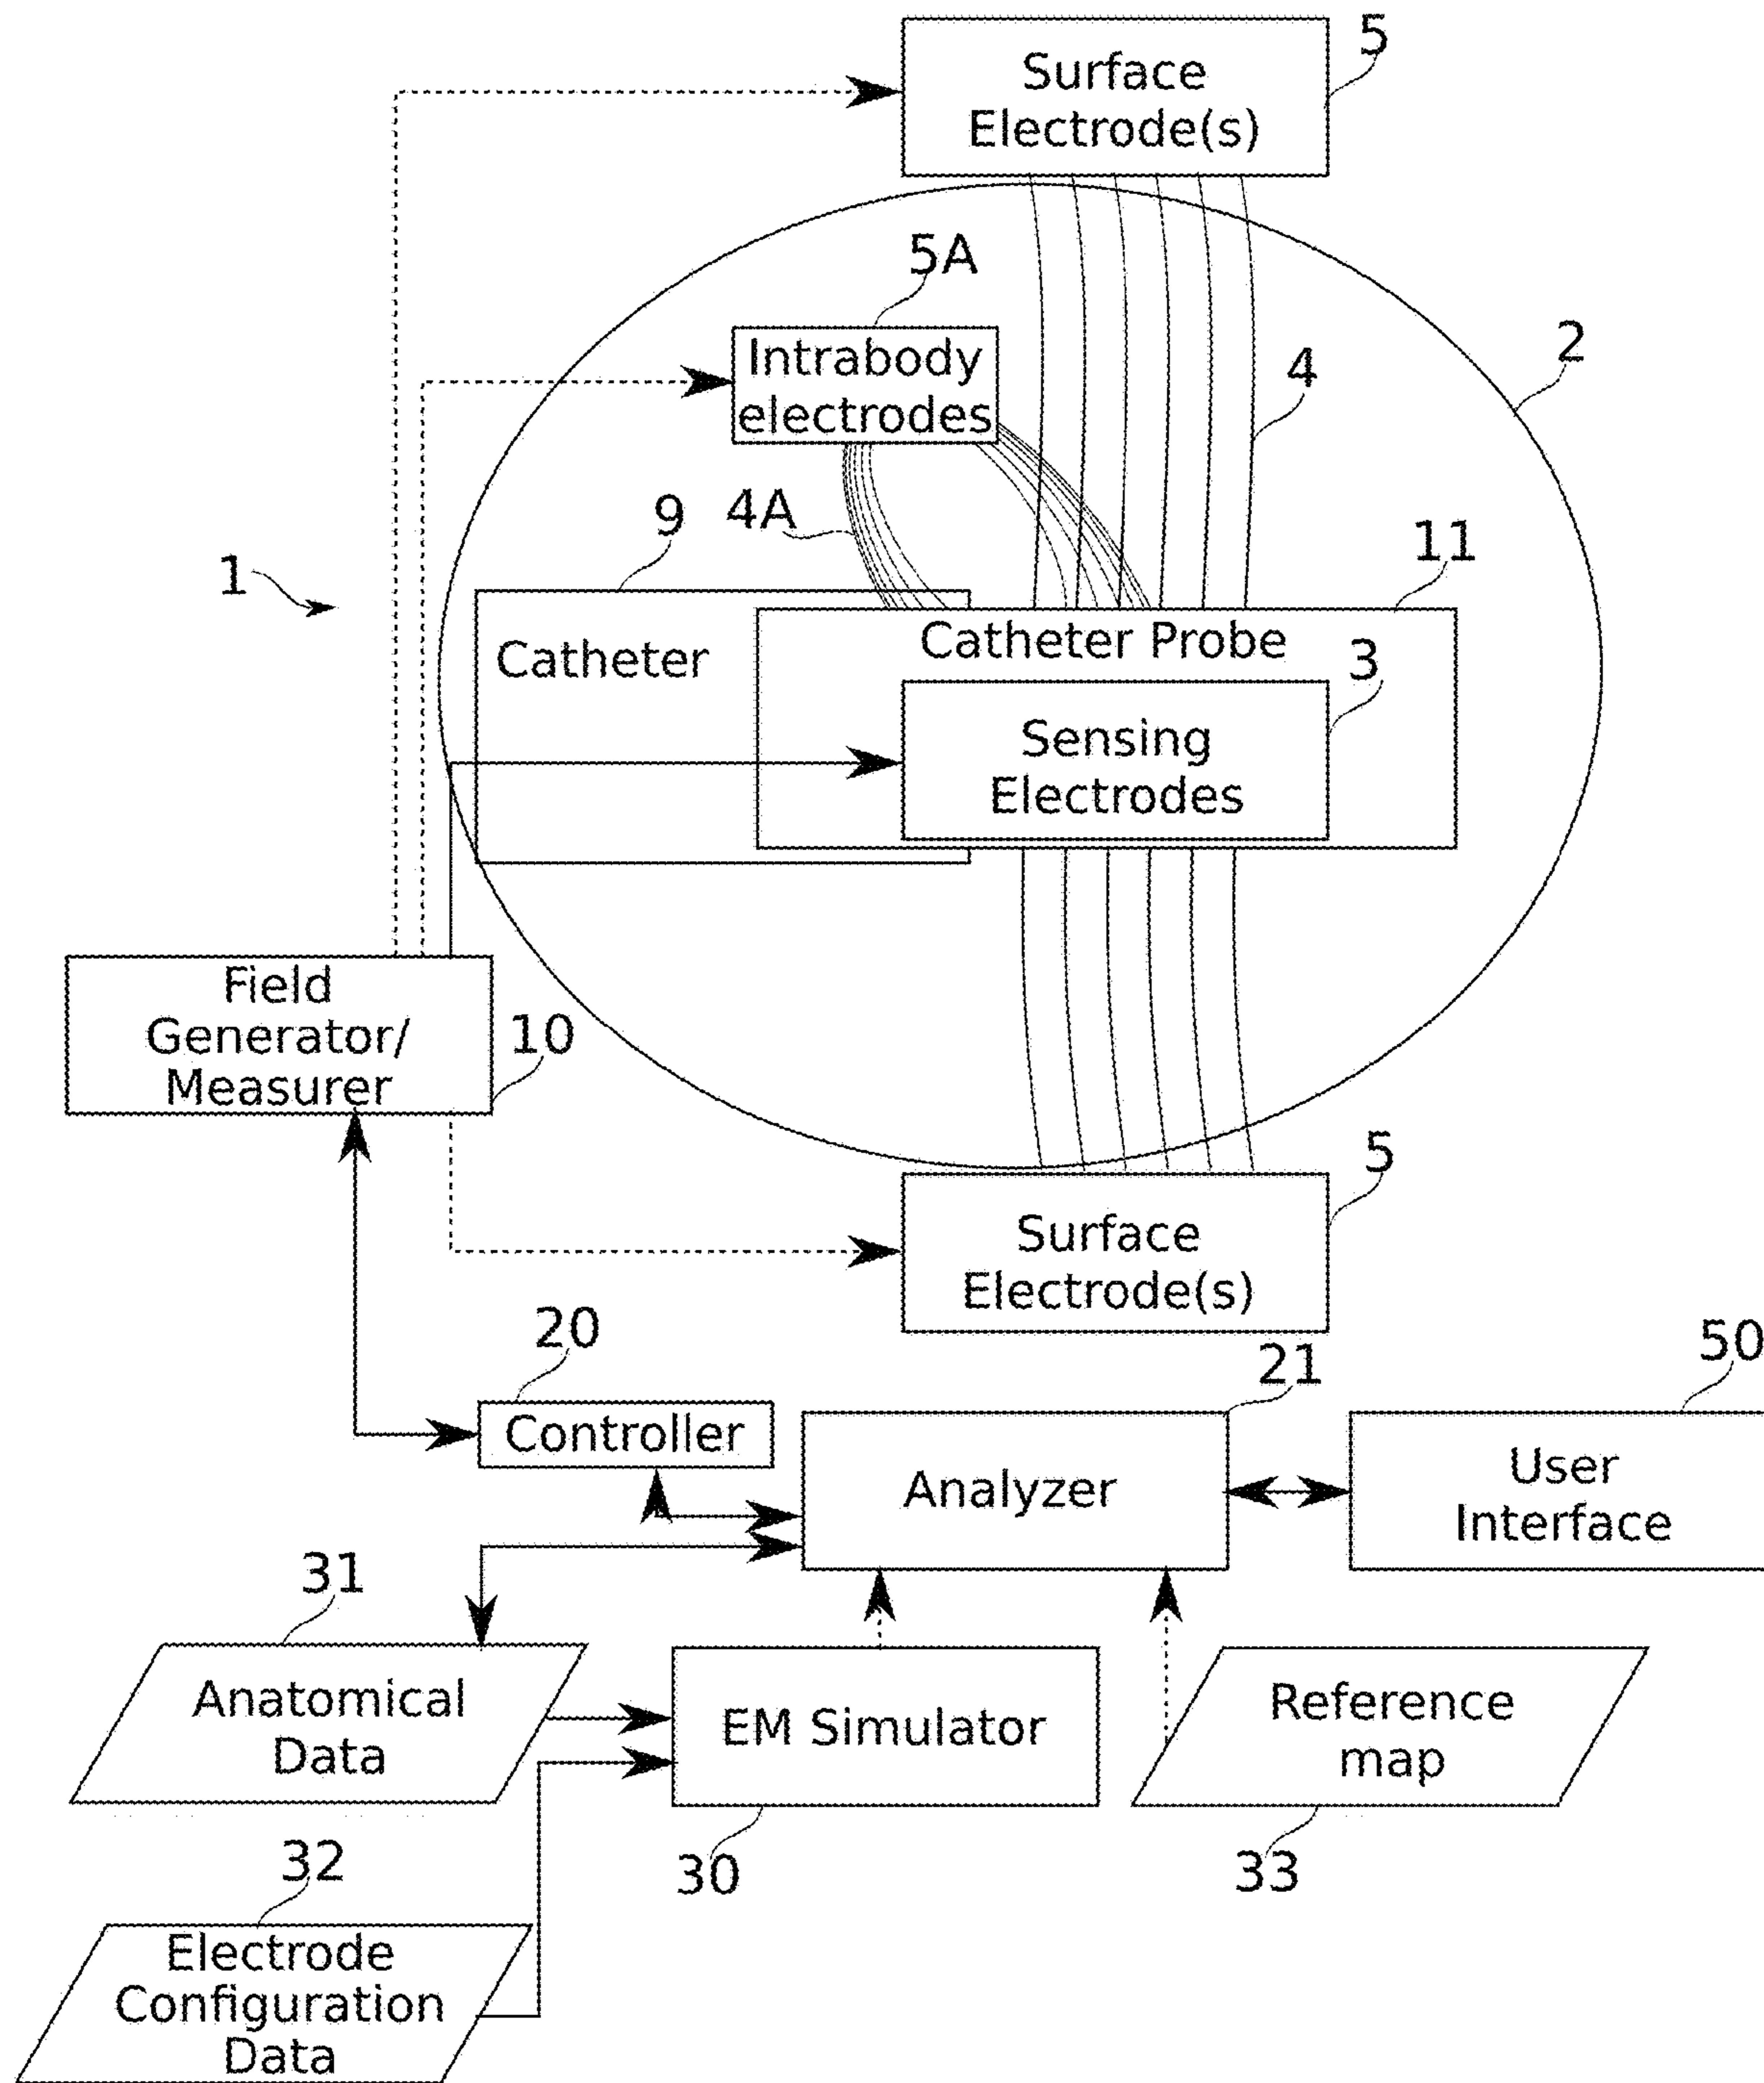 5
Surface
Electrode(s)
5A
2
Intrabody
electrodes
4
9
4A
11
1
Catheter Probe
Catheter
3
Sensing
Electrodes
Field
Generator/
Measurer
10
5
Surface
Electrode(s)
20
21
50
Controller
Analyzer
User
Interface
31
Anatomical
Data
EM Simulator
Reference
map
32
30
33
Electrode
Configuration
Data